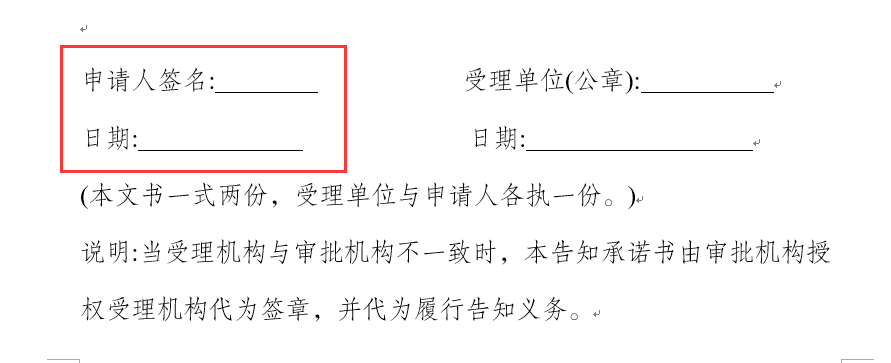 申请人签名:________ 受理单位(公章):__________
日期:____________ 日期:_________________
(本文书一式两份，受理单位与申请人各执一份。)
说明:当受理机构与审批机构不一致时，本告知承诺书由审批机构授
权受理机构代为签章，并代为履行告知义务。